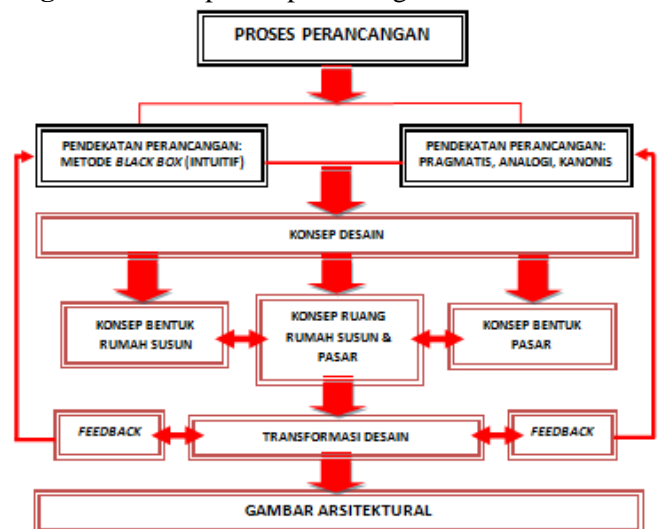 PROSES PERANCANGAN
PENDEKATAN PERANCANGAN:
METODE BLACK BOX (INTUITIF)
PENDEKATAN PERANCANGAN:
PRAGMATIS, ANALOGI, KANONIS
KONSEP DESAIN
KONSEP BENTUK
RUMAH SUSUN
KONSEP RUANG
RUMAH SUSUN &
PASAR
KONSEP BENTUK
PASAR
FEEDBACK
TRANSFORMASI DESAIN
FEEDBACK
GAMBAR ARSITEKTURAL